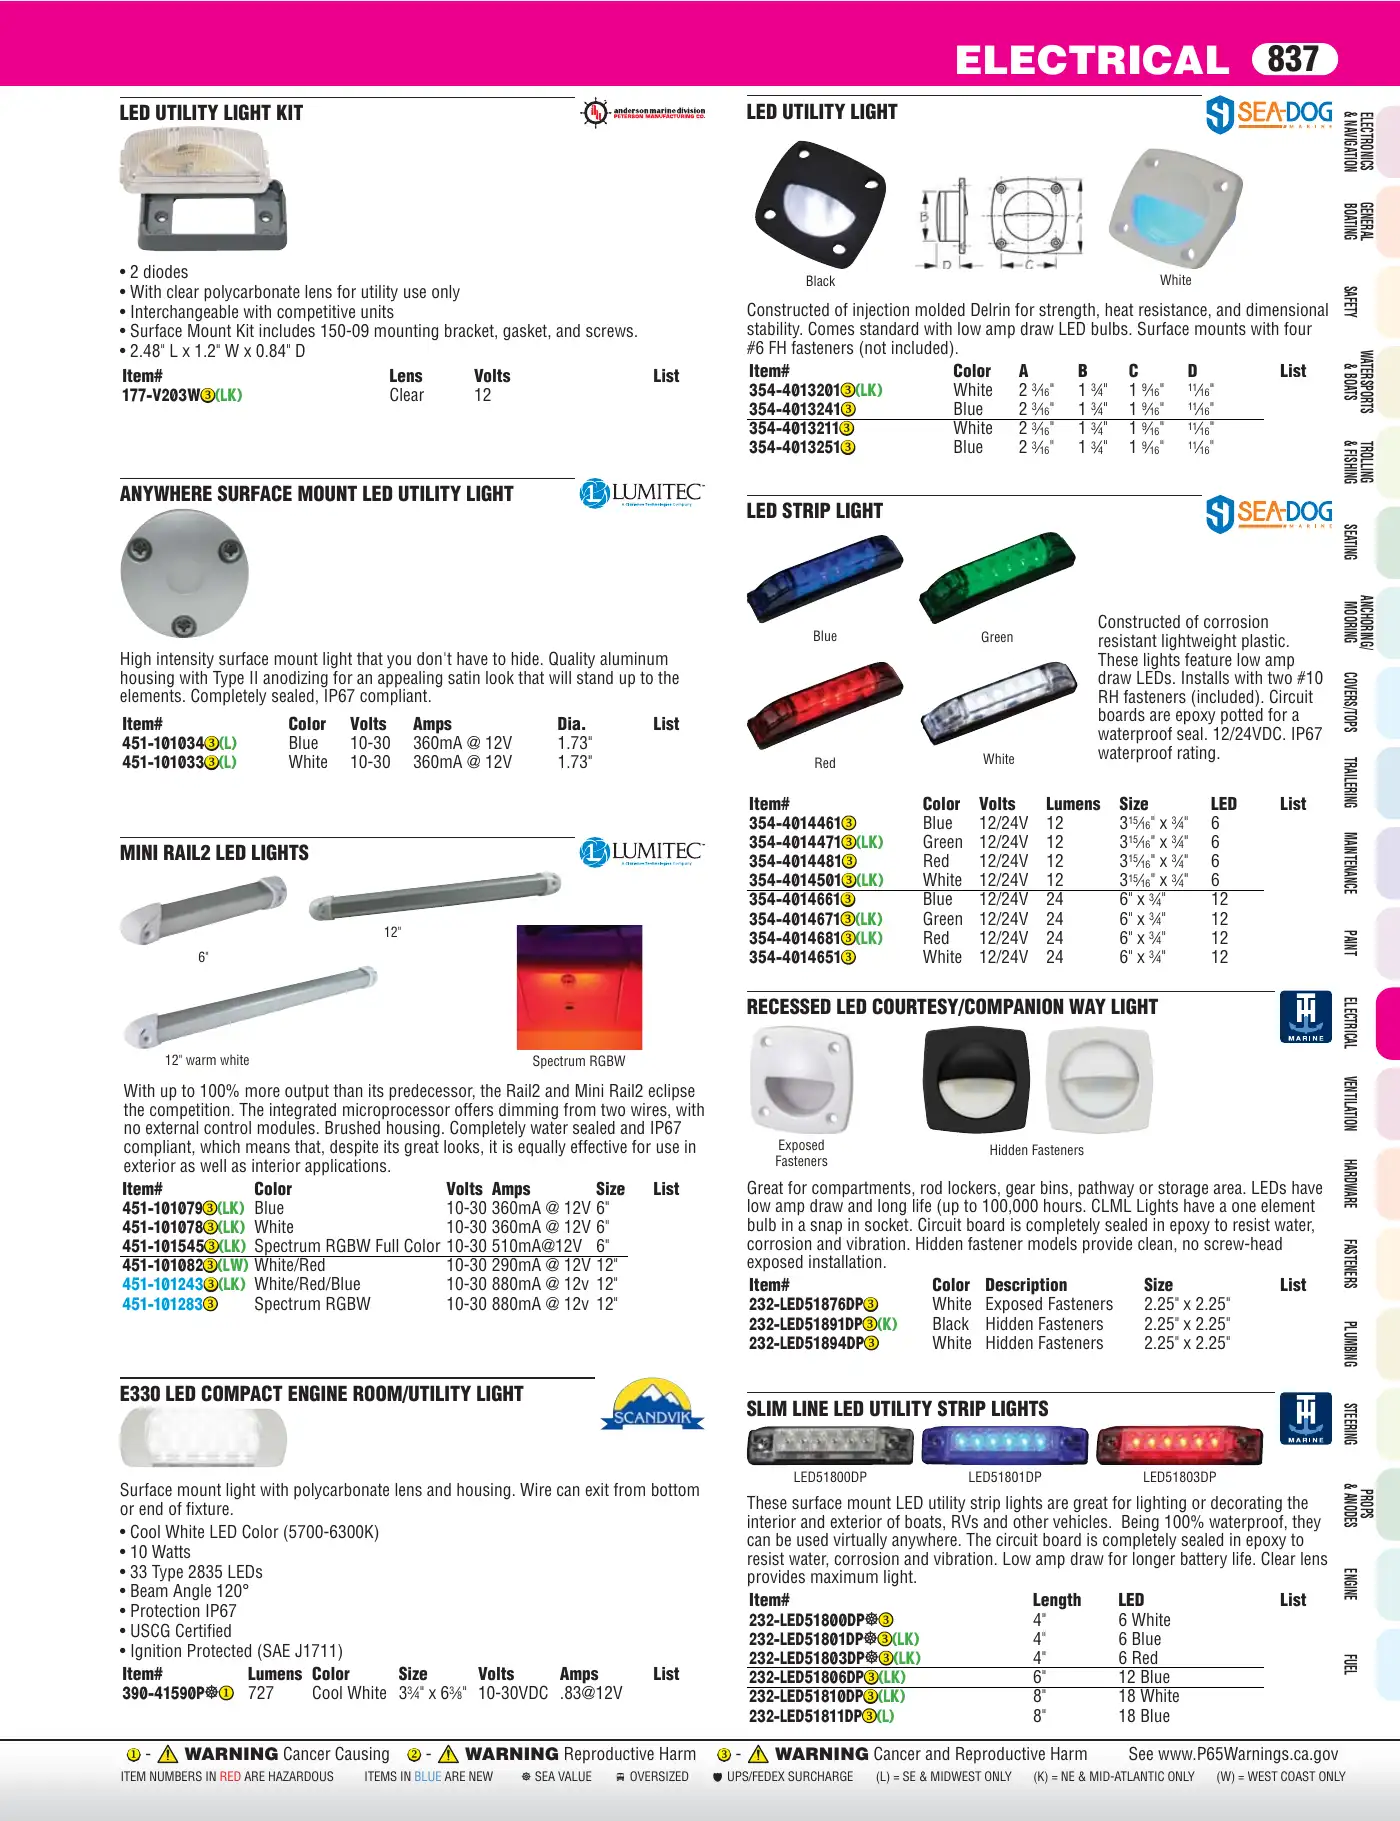 ELECTRICAL 837
LED UTILITY LIGHT KIT
anderson marine division
PETERSON MANUFACTURING CO.
• 2 diodes
• With clear polycarbonate lens for utility use only
• Interchangeable with competitive units
• Surface Mount Kit includes 150-09 mounting bracket, gasket, and screws.
• 2.48" L x 1.2" W x 0.84" D
Item# Lens Volts List
177-V203W③(LK) Clear 12
ANYWHERE SURFACE MOUNT LED UTILITY LIGHT
LUMITEC
High intensity surface mount light that you don't have to hide. Quality aluminum
housing with Type II anodizing for an appealing satin look that will stand up to the
elements. Completely sealed, IP67 compliant.
Item# Color Volts Amps Dia. List
451-101034③(L) Blue 10-30 360mA @ 12V 1.73"
451-101033③(L) White 10-30 360mA @ 12V 1.73"
MINI RAIL2 LED LIGHTS
LUMITEC
6"
12"
12" warm white
Spectrum RGBW
With up to 100% more output than its predecessor, the Rail2 and Mini Rail2 eclipse
the competition. The integrated microprocessor offers dimming from two wires, with
no external control modules. Brushed housing. Completely water sealed and IP67
compliant, which means that, despite its great looks, it is equally effective for use in
exterior as well as interior applications.
Item# Color Volts Amps Size List
451-101079③(LK) Blue 10-30 360mA @ 12V 6"
451-101078③(LK) White 10-30 360mA @ 12V 6"
451-101545③(LK) Spectrum RGBW Full Color 10-30 510mA@12V 6"
451-101082③(LW) White/Red 10-30 290mA @ 12V 12"
451-101243③(LK) White/Red/Blue 10-30 880mA @ 12v 12"
451-101283③ Spectrum RGBW 10-30 880mA @ 12v 12"
E330 LED COMPACT ENGINE ROOM/UTILITY LIGHT
SCANDVIK
Surface mount light with polycarbonate lens and housing. Wire can exit from bottom
or end of fixture.
• Cool White LED Color (5700-6300K)
• 10 Watts
• 33 Type 2835 LEDs
• Beam Angle 120°
• Protection IP67
• USCG Certified
• Ignition Protected (SAE J1711)
Item# Lumens Color Size Volts Amps List
390-41590P☸① 727 Cool White 3¾" x 6⅝" 10-30VDC .83@12V
LED UTILITY LIGHT
SEA-DOG
MARINE
B
D
C
A
Black
White
Constructed of injection molded Delrin for strength, heat resistance, and dimensional
stability. Comes standard with low amp draw LED bulbs. Surface mounts with four
#6 FH fasteners (not included).
Item# Color A B C D List
354-4013201③(LK) White 2 3⁄16" 1 ¾" 1 9⁄16" 11⁄16"
354-4013241③ Blue 2 3⁄16" 1 ¾" 1 9⁄16" 11⁄16"
354-4013211③ White 2 3⁄16" 1 ¾" 1 9⁄16" 11⁄16"
354-4013251③ Blue 2 3⁄16" 1 ¾" 1 9⁄16" 11⁄16"
LED STRIP LIGHT
SEA-DOG
MARINE
Blue
Green
Red
White
Constructed of corrosion
resistant lightweight plastic.
These lights feature low amp
draw LEDs. Installs with two #10
RH fasteners (included). Circuit
boards are epoxy potted for a
waterproof seal. 12/24VDC. IP67
waterproof rating.
Item# Color Volts Lumens Size LED List
354-4014461③ Blue 12/24V 12 3 15⁄16" x ¾" 6
354-4014471③(LK) Green 12/24V 12 3 15⁄16" x ¾" 6
354-4014481③ Red 12/24V 12 3 15⁄16" x ¾" 6
354-4014501③(LK) White 12/24V 12 3 15⁄16" x ¾" 6
354-4014661③ Blue 12/24V 24 6" x ¾" 12
354-4014671③(LK) Green 12/24V 24 6" x ¾" 12
354-4014681③(LK) Red 12/24V 24 6" x ¾" 12
354-4014651③ White 12/24V 24 6" x ¾" 12
RECESSED LED COURTESY/COMPANION WAY LIGHT
TH
MARINE
Exposed
Fasteners
Hidden Fasteners
Great for compartments, rod lockers, gear bins, pathway or storage area. LEDs have
low amp draw and long life (up to 100,000 hours. CLML Lights have a one element
bulb in a snap in socket. Circuit board is completely sealed in epoxy to resist water,
corrosion and vibration. Hidden fastener models provide clean, no screw-head
exposed installation.
Item# Color Description Size List
232-LED51876DP③ White Exposed Fasteners 2.25" x 2.25"
232-LED51891DP③(K) Black Hidden Fasteners 2.25" x 2.25"
232-LED51894DP③ White Hidden Fasteners 2.25" x 2.25"
SLIM LINE LED UTILITY STRIP LIGHTS
TH
MARINE
LED51800DP
LED51801DP
LED51803DP
These surface mount LED utility strip lights are great for lighting or decorating the
interior and exterior of boats, RVs and other vehicles. Being 100% waterproof, they
can be used virtually anywhere. The circuit board is completely sealed in epoxy to
resist water, corrosion and vibration. Low amp draw for longer battery life. Clear lens
provides maximum light.
Item# Length LED List
232-LED51800DP☸③ 4" 6 White
232-LED51801DP☸③(LK) 4" 6 Blue
232-LED51803DP☸③(LK) 4" 6 Red
232-LED51806DP③(LK) 6" 12 Blue
232-LED51810DP③(LK) 8" 18 White
232-LED51811DP③(L) 8" 18 Blue
ELECTRONICS
& NAVIGATION
GENERAL
BOATING
SAFETY
WATERSPORTS
& BOATS
TROLLING
& FISHING
SEATING
ANCHORING/
MOORING
COVERS/TOPS
TRAILERING
MAINTENANCE
PAINT
ELECTRICAL
VENTILATION
HARDWARE
FASTENERS
PLUMBING
STEERING
PROPS
& ANODES
ENGINE
FUEL
① - ⚠ WARNING Cancer Causing ② - ⚠ WARNING Reproductive Harm ③ - ⚠ WARNING Cancer and Reproductive Harm See www.P65Warnings.ca.gov
ITEM NUMBERS IN RED ARE HAZARDOUS ITEMS IN BLUE ARE NEW ☸ SEA VALUE OVERSIZED UPS/FEDEX SURCHARGE (L) = SE & MIDWEST ONLY (K) = NE & MID-ATLANTIC ONLY (W) = WEST COAST ONLY